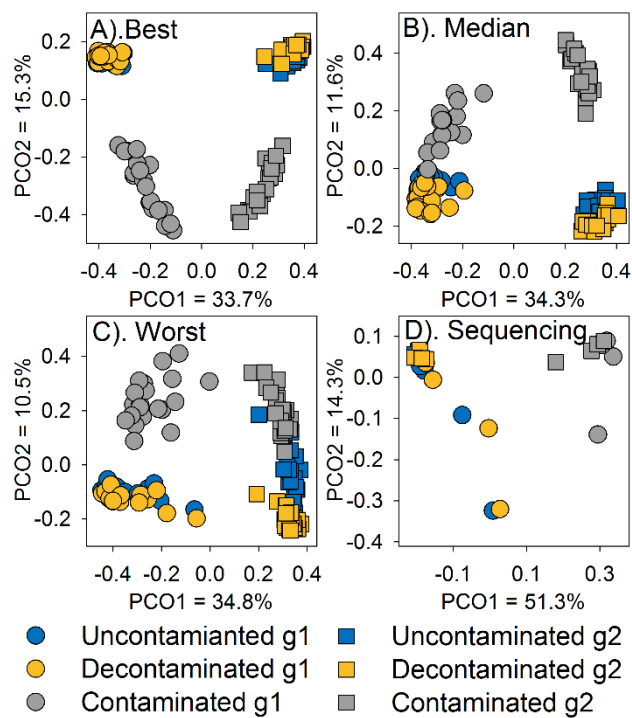 A).Best
0.2
0.0
-0.2
-0.4
PCO2 = 15.3%
-0.4 -0.2 0.0 0.2 0.4
PCO1 = 33.7%
B). Median
0.4
0.2
0.0
-0.2
PCO2 = 11.6%
-0.4 -0.2 0.0 0.2 0.4
PCO1 = 34.3%
C). Worst
0.4
0.2
0.0
-0.2
PCO2 = 10.5%
-0.4 -0.2 0.0 0.2 0.4
PCO1 = 34.8%
D). Sequencing
0.1
0.0
-0.1
-0.2
-0.3
-0.4
PCO2 = 14.3%
-0.1 0.1 0.3
PCO1 = 51.3%
Uncontamianted g1
Uncontaminated g2
Decontaminated g1
Decontaminated g2
Contaminated g1
Contaminated g2